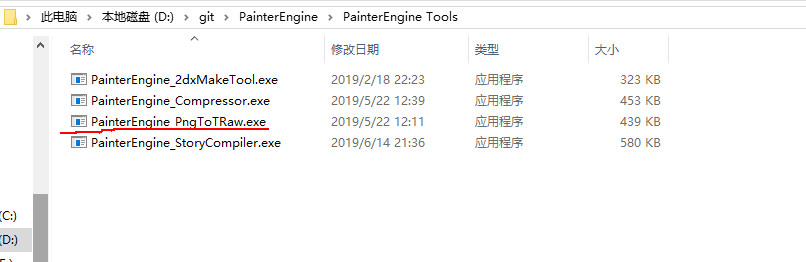 此电脑 > 本地磁盘 (D:) > git > PainterEngine > PainterEngine Tools
名称 修改日期 类型 大小
PainterEngine_2dxMakeTool.exe 2019/2/18 22:23 应用程序 323 KB
PainterEngine_Compressor.exe 2019/5/22 12:39 应用程序 453 KB
PainterEngine_PngToTRaw.exe 2019/5/22 12:11 应用程序 439 KB
PainterEngine_StoryCompiler.exe 2019/6/14 21:36 应用程序 580 KB
(C:)
(D:)